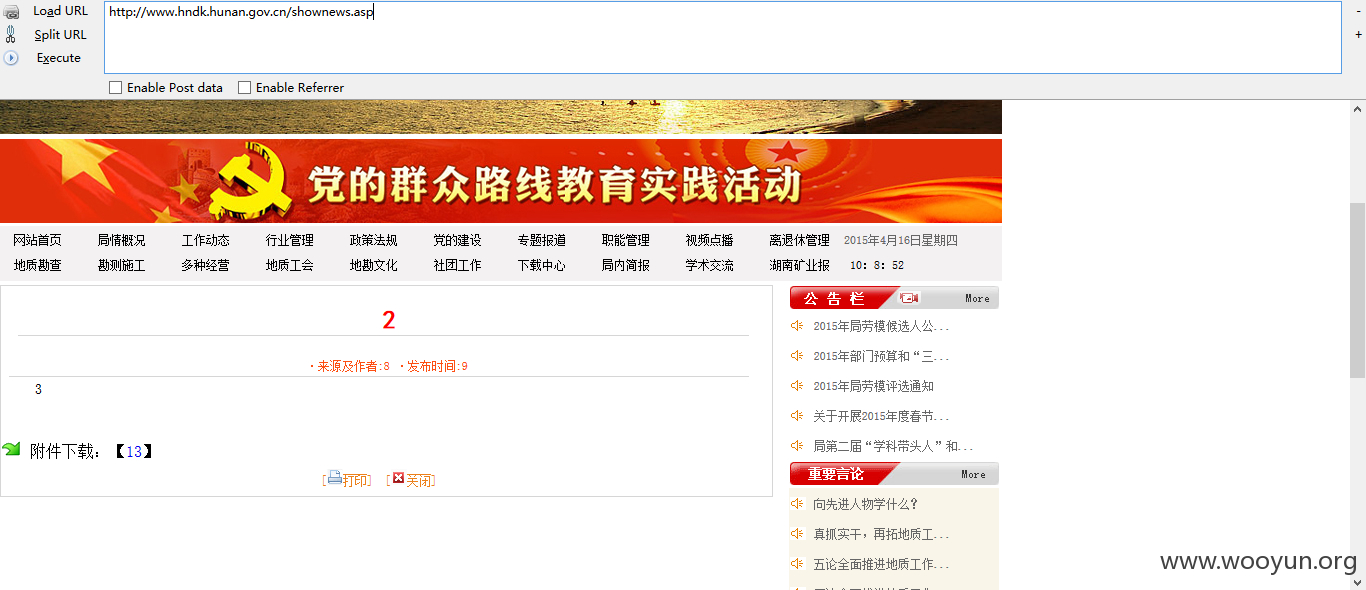 Load URL
http://www.hndk.hunan.gov.cn/shownews.asp
Split URL
Execute
Enable Post data
Enable Referrer
党的群众路线教育实践活动
网站首页 局情概况 工作动态 行业管理 政策法规 党的建设 专题报道 职能管理 视频点播 离退休管理 2015年4月16日星期四
地质勘查 勘测施工 多种经营 地质工会 地勘文化 社团工作 下载中心 局内简报 学术交流 湖南矿业报 10: 8: 52
2
·来源及作者:8 ·发布时间:9
3
附件下载：【13】
[打印] [关闭]
公 告 栏 More
2015年局劳模候选人公...
2015年部门预算和“三...
2015年局劳模评选通知
关于开展2015年度春节...
局第二届“学科带头人”和...
重要言论 More
向先进人物学什么?
真抓实干，再拓地质工...
五论全面推进地质工作...
www.wooyun.org